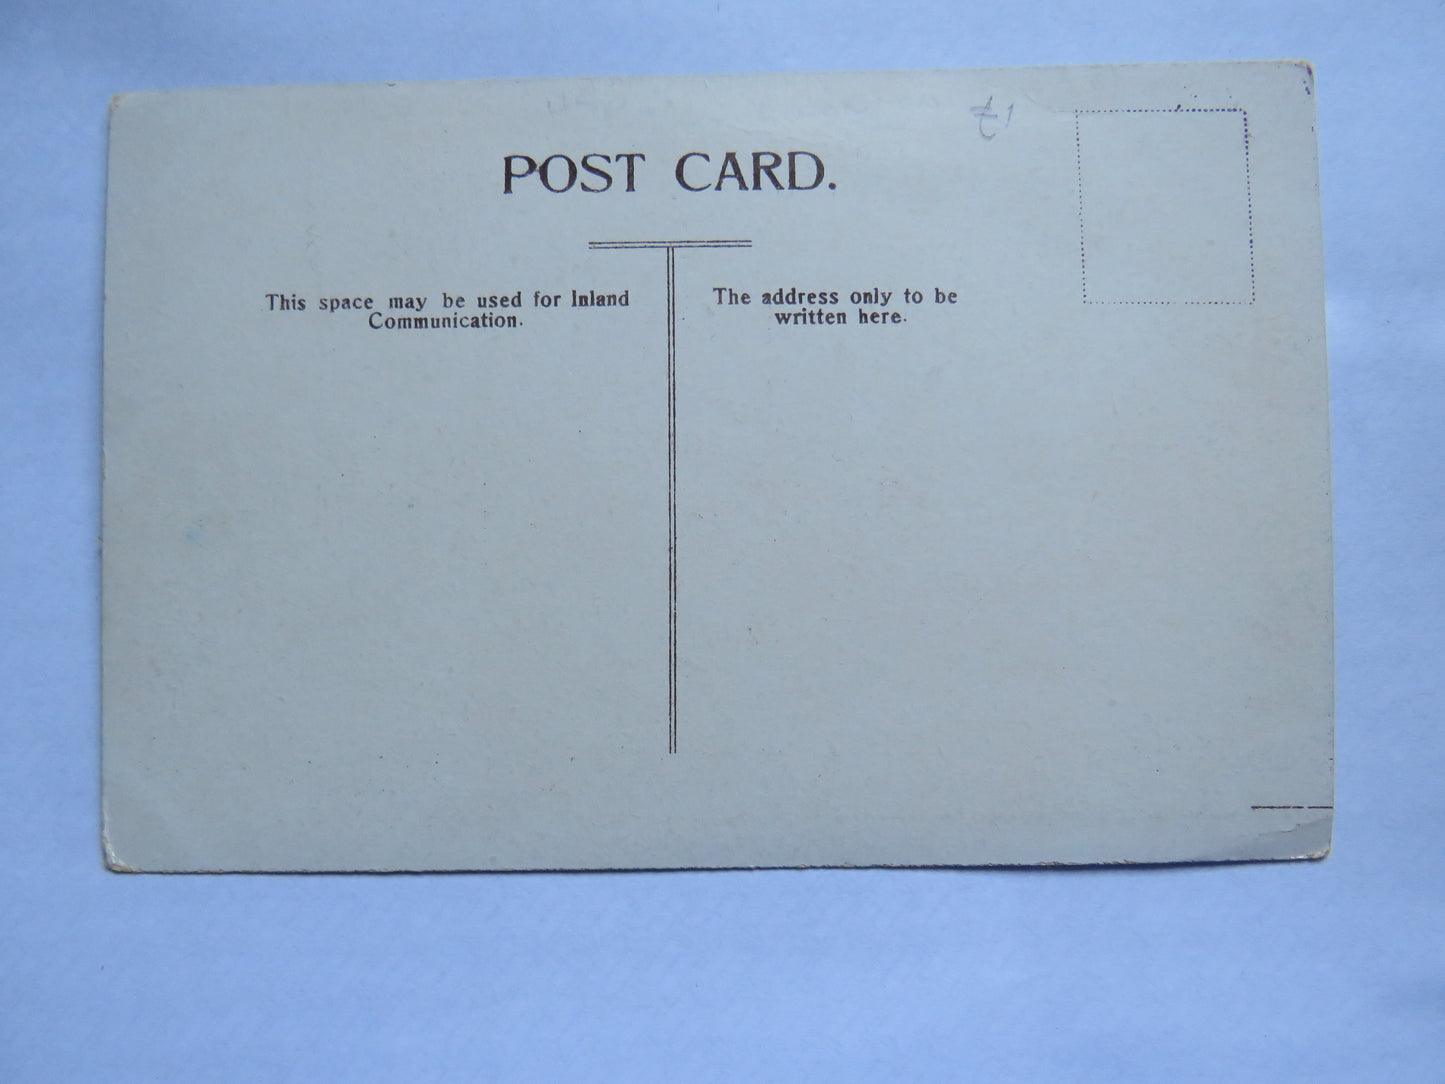 POST CARD.
This space may be used for Inland
Communication.
The address only to be
written here.